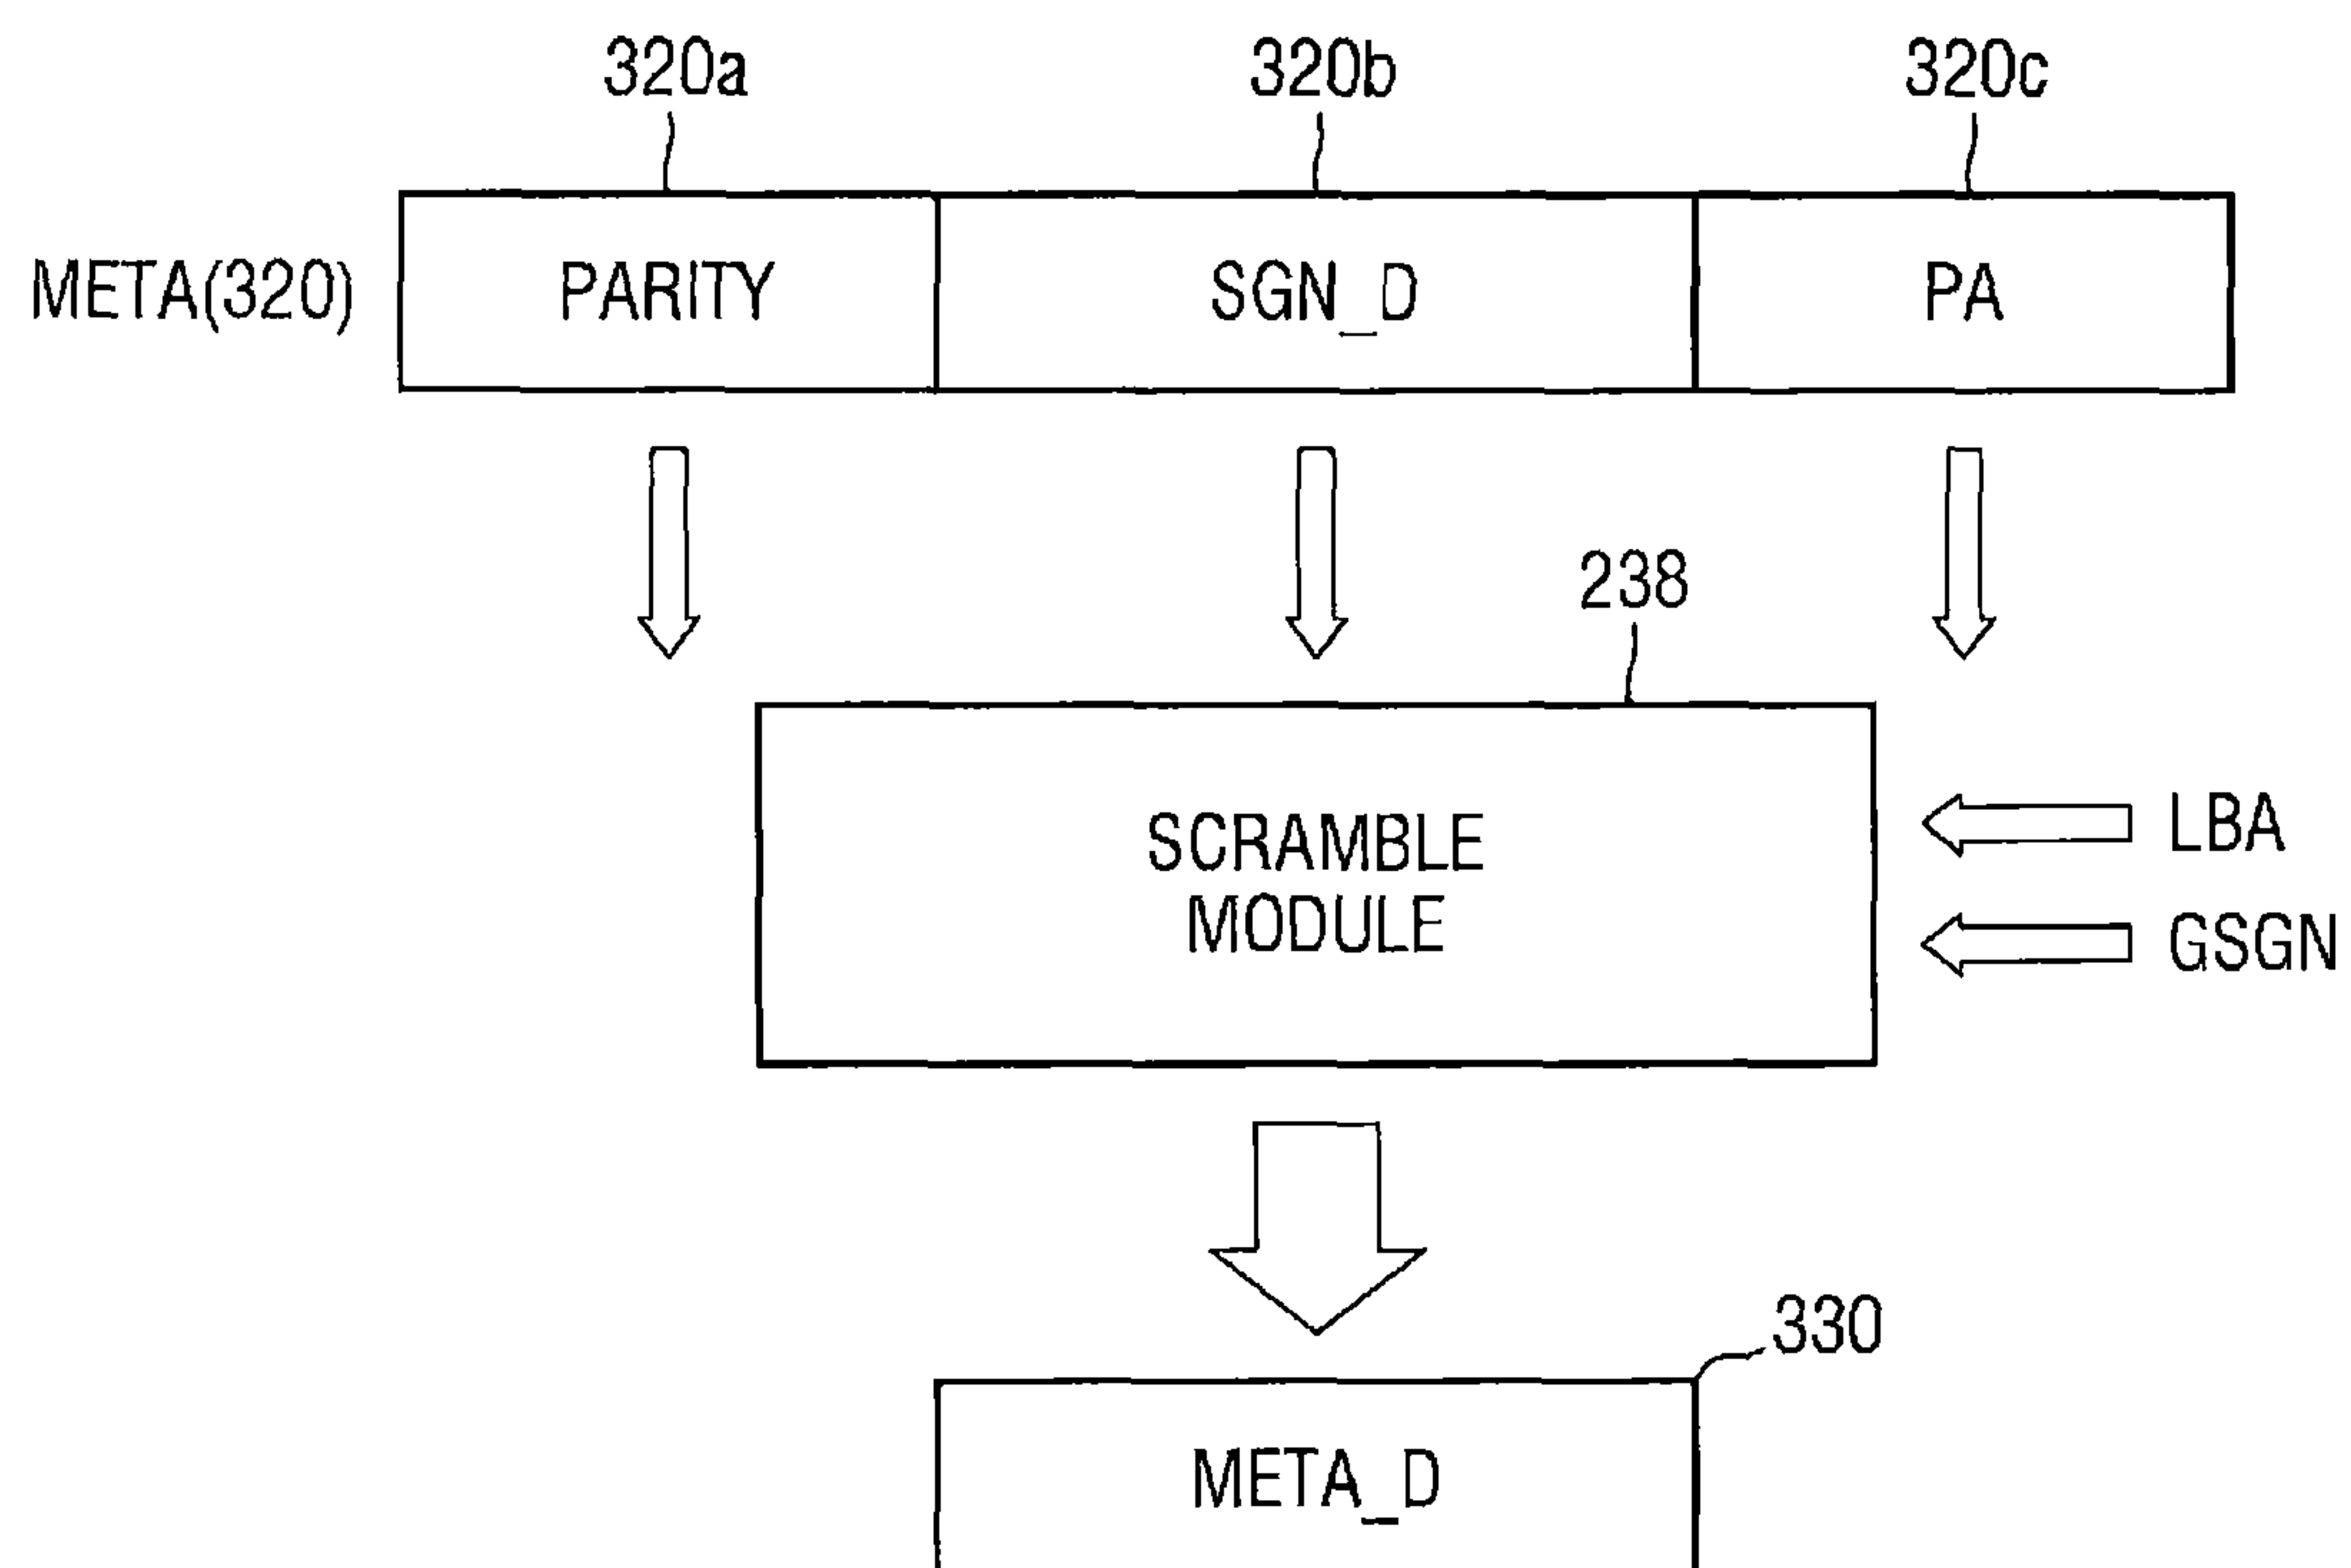 320a
320b
320c
META(320)
PARITY
SGN_D
PA
238
SCRAMBLE
MODULE
LBA
GSGN
330
META_D